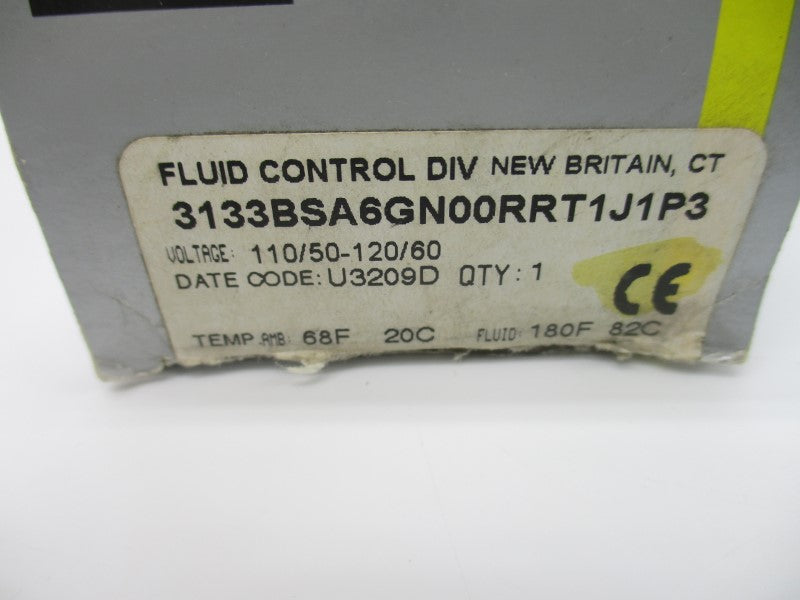 FLUID CONTROL DIV NEW BRITAIN, CT
3133BSA6GN00RRT1J1P3
VOLTAGE: 110/50-120/60
DATE CODE: U3209D QTY: 1
CE
TEMP.AMB: 68F 20C FLUID: 180F 82C